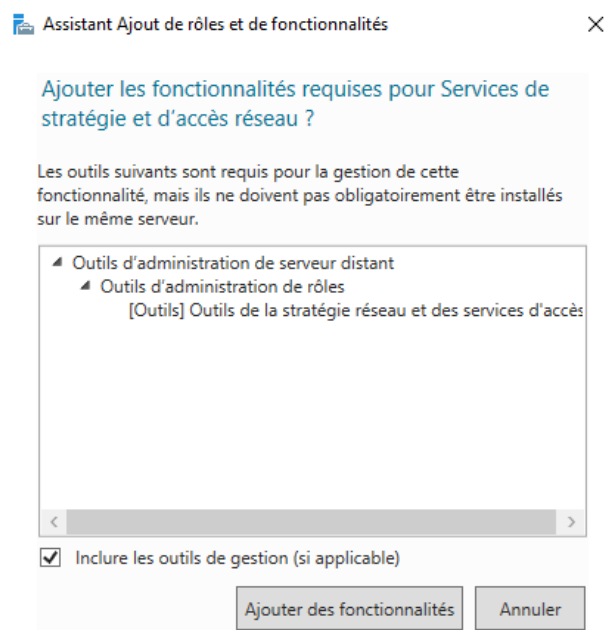 Assistant Ajout de rôles et de fonctionnalités
Ajouter les fonctionnalités requises pour Services de
stratégie et d’accès réseau ?
Les outils suivants sont requis pour la gestion de cette
fonctionnalité, mais ils ne doivent pas obligatoirement être installés
sur le même serveur.
Outils d’administration de serveur distant
Outils d’administration de rôles
[Outils] Outils de la stratégie réseau et des services d'accès
Inclure les outils de gestion (si applicable)
Ajouter des fonctionnalités Annuler